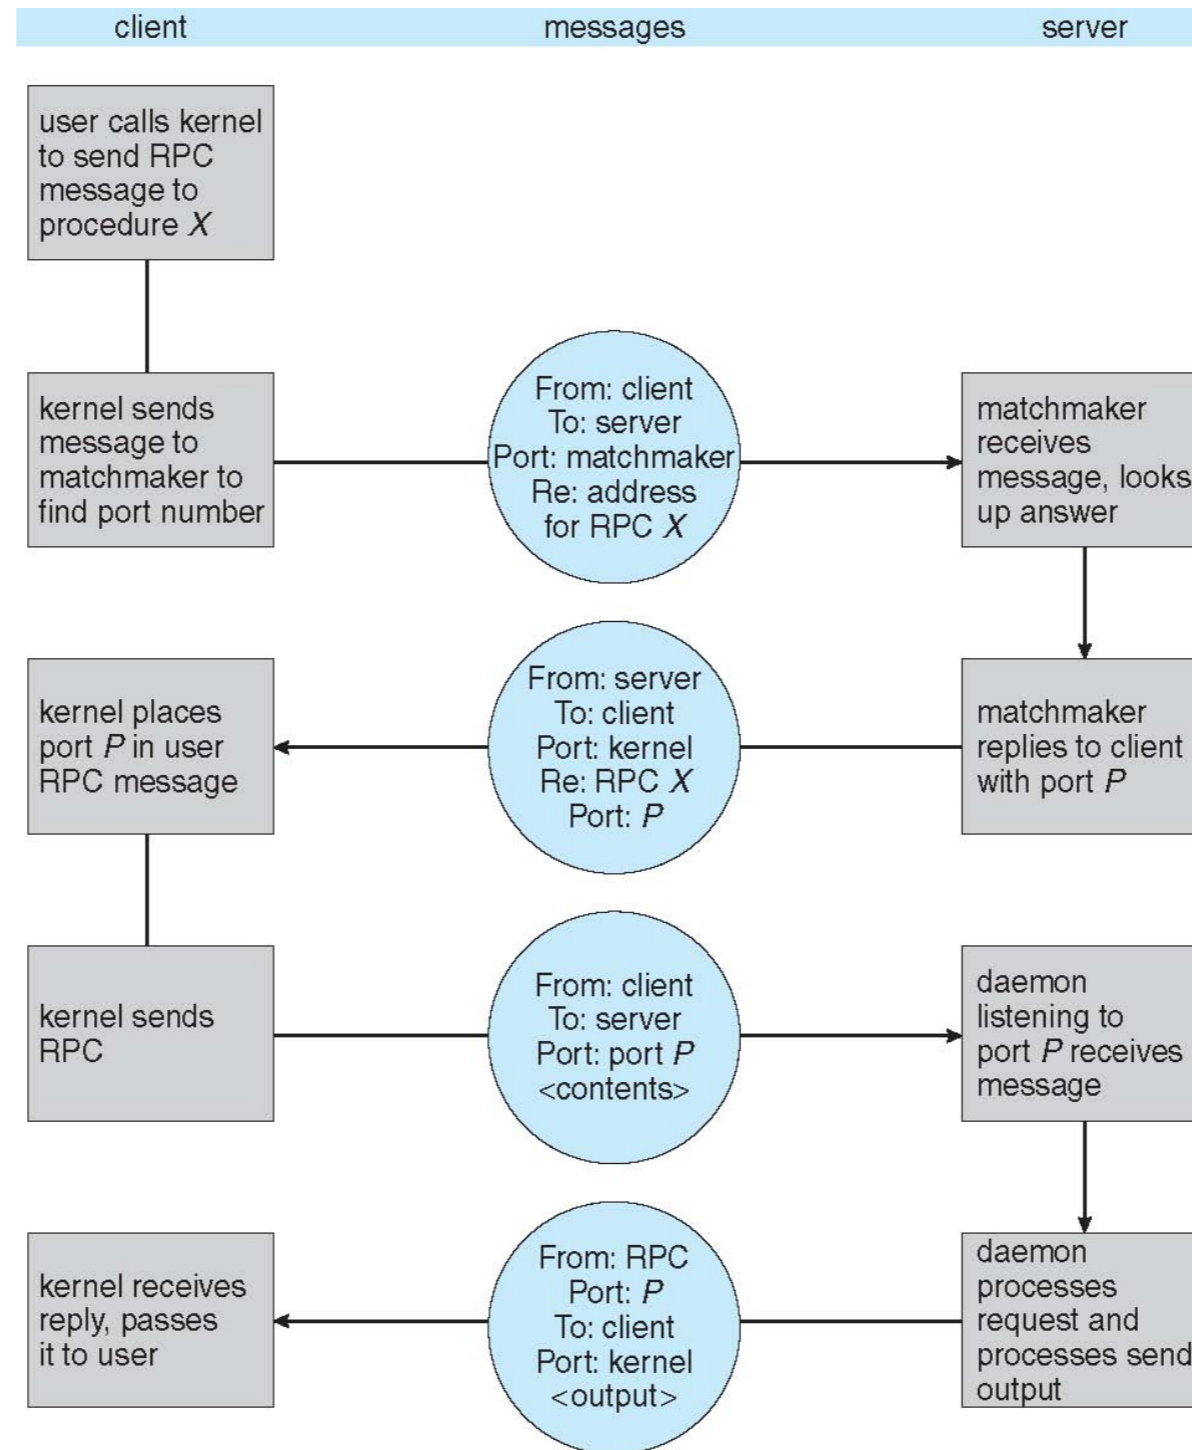 client
messages
server
user calls kernel
to send RPC
message to
procedure X
kernel sends
message to
matchmaker to
find port number
From: client
To: server
Port: matchmaker
Re: address
for RPC X
matchmaker
receives
message, looks
up answer
kernel places
port P in user
RPC message
From: server
To: client
Port: kernel
Re: RPC X
Port: P
matchmaker
replies to client
with port P
kernel sends
RPC
From: client
To: server
Port: port P
<contents>
daemon
listening to
port P receives
message
kernel receives
reply, passes
it to user
From: RPC
Port: P
To: client
Port: kernel
<output>
daemon
processes
request and
processes send
output